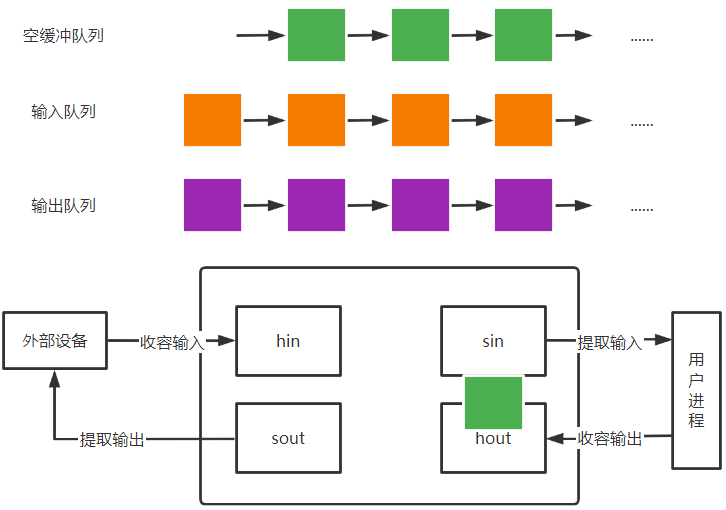 空缓冲队列
......
输入队列
......
输出队列
......
外部设备
收容输入
hin
sin
提取输入
用户进程
提取输出
sout
hout
收容输出